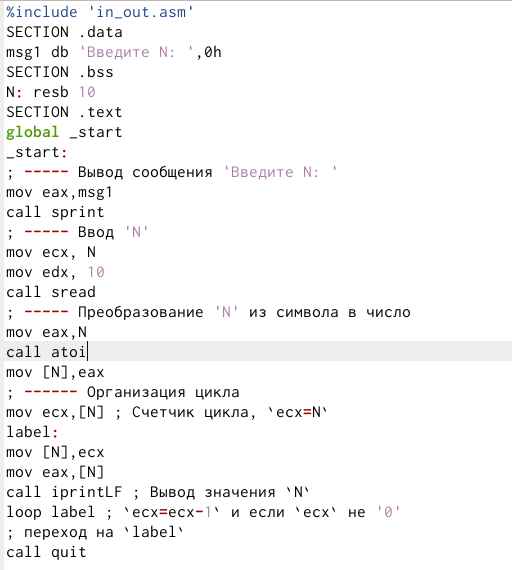 %include 'in_out.asm'
SECTION .data
msg1 db 'Введите N: ',0h
SECTION .bss
N: resb 10
SECTION .text
global _start
_start:
; ----- Вывод сообщения 'Введите N: '
mov eax,msg1
call sprint
; ----- Ввод 'N'
mov ecx, N
mov edx, 10
call sread
; ----- Преобразование 'N' из символа в число
mov eax,N
call atoi
mov [N],eax
; ------ Организация цикла
mov ecx,[N] ; Счетчик цикла, `ecx=N`
label:
mov [N],ecx
mov eax,[N]
call iprintLF ; Вывод значения `N`
loop label ; `ecx=ecx-1` и если `ecx` не '0'
; переход на `label`
call quit